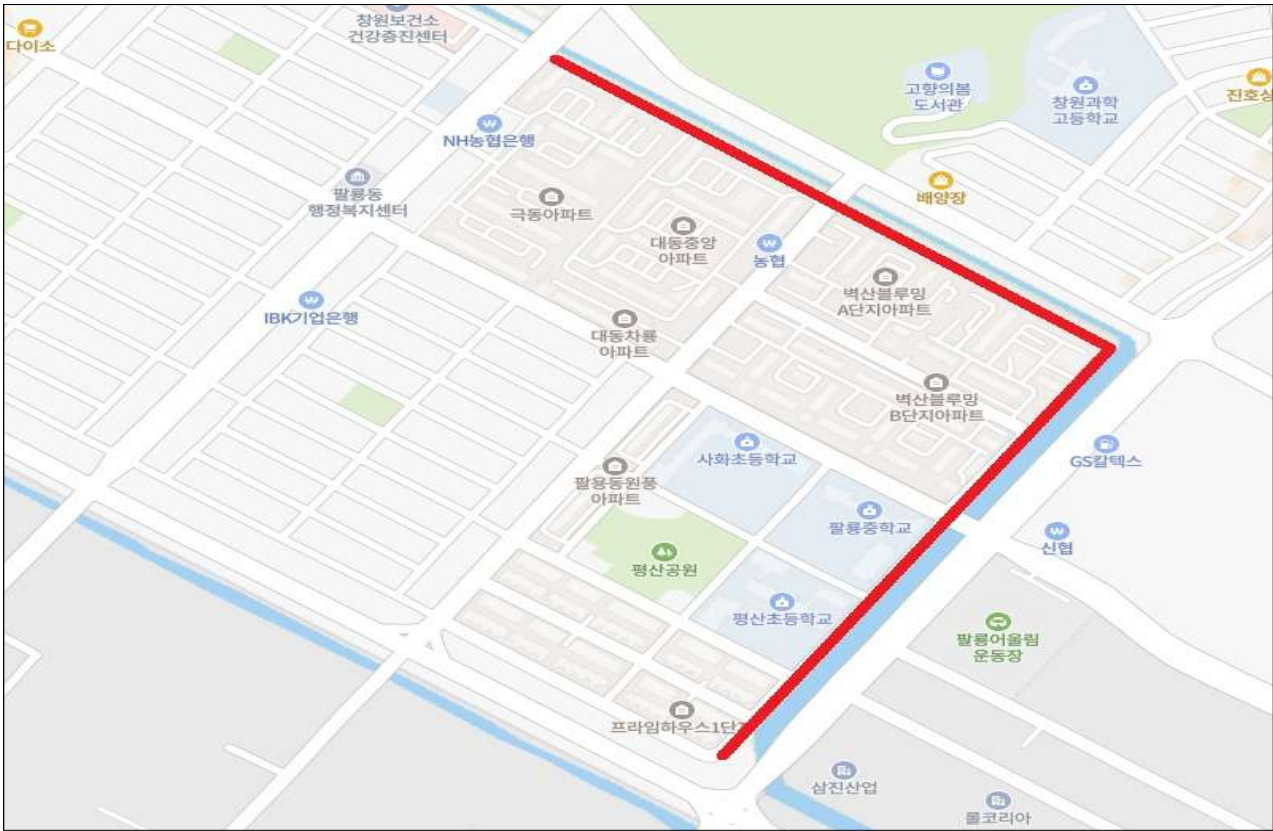 창원보건소
건강증진센터
다이소
고향의봄
도서관
창원과학
고등학교
진호상
NH농협은행
팔룡동
행정복지센터
배양장
극동아파트
대동중앙
아파트
농협
벽산블루밍
A단지아파트
IBK기업은행
대동차룡
아파트
벽산블루밍
B단지아파트
사화초등학교
GS칼텍스
팔용동원풍
아파트
팔룡중학교
신협
평산공원
평산초등학교
팔룡어울림
운동장
프라임하우스1단지
삼진산업
롤코리아